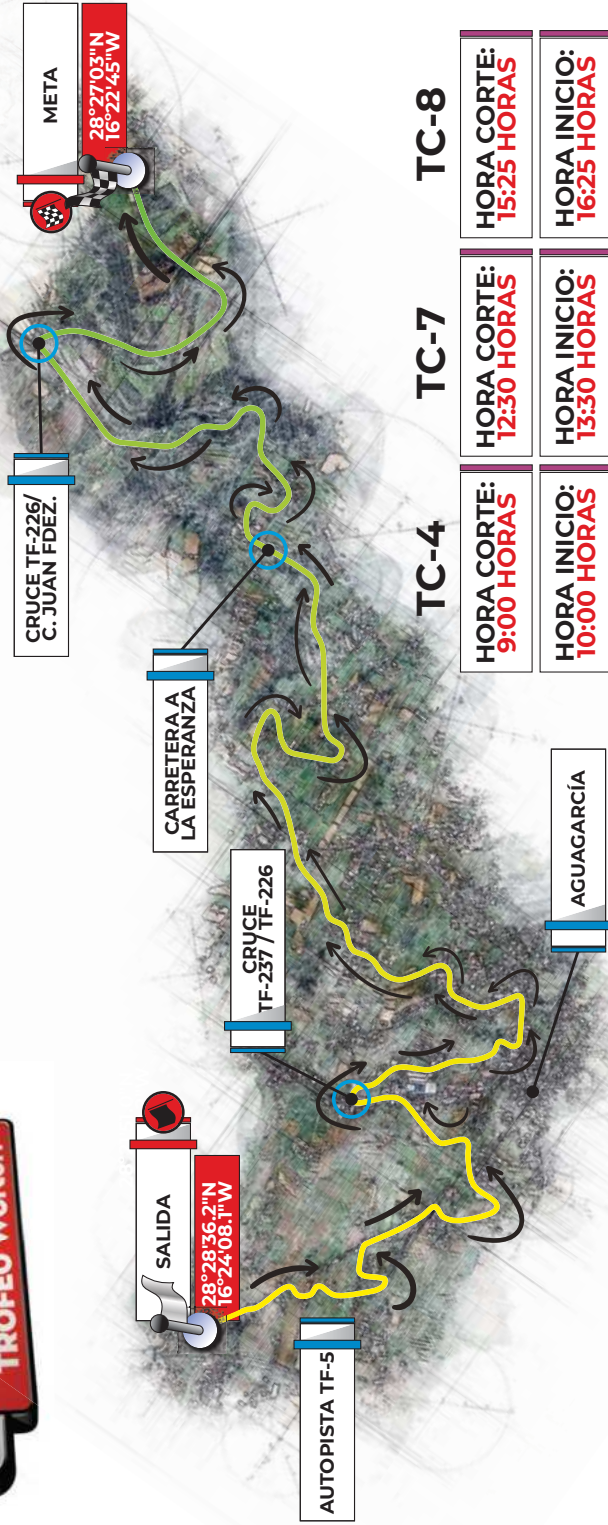 TROFEO
SALIDA
28°28'36.2"N
16°24'08.1"W
AUTOPISTA TF-5
CRUCE
TF-237 / TF-226
AGUAGARCÍA
CARRETERA A
LA ESPERANZA
CRUCE TF-226/
C. JUAN FDEZ.
META
28°27'03"N
16°22'45"W
TC-4
HORA CORTE:
9:00 HORAS
HORA INICIO:
10:00 HORAS
TC-7
HORA CORTE:
12:30 HORAS
HORA INICIO:
13:30 HORAS
TC-8
HORA CORTE:
15:25 HORAS
HORA INICIO:
16:25 HORAS